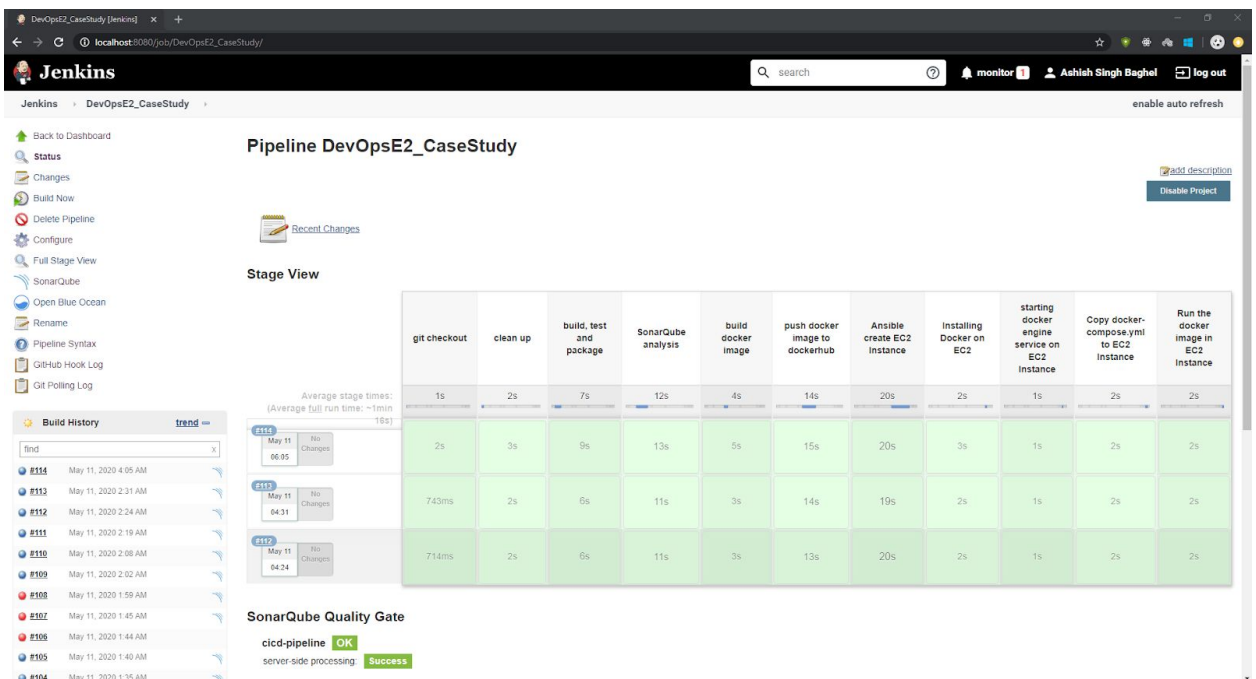 DevOpsE2_CaseStudy [Jenkins]
localhost:8080/job/DevOpsE2_CaseStudy/
Jenkins
search
monitor 1
Ashish Singh Baghel
log out
Jenkins
DevOpsE2_CaseStudy
enable auto refresh
Back to Dashboard
Status
Changes
Build Now
Delete Pipeline
Configure
Full Stage View
SonarQube
Open Blue Ocean
Rename
Pipeline Syntax
GitHub Hook Log
Git Polling Log
Build History
trend
find
x
#114 May 11, 2020 4:05 AM
#113 May 11, 2020 2:31 AM
#112 May 11, 2020 2:24 AM
#111 May 11, 2020 2:19 AM
#110 May 11, 2020 2:08 AM
#109 May 11, 2020 2:02 AM
#108 May 11, 2020 1:59 AM
#107 May 11, 2020 1:45 AM
#106 May 11, 2020 1:44 AM
#105 May 11, 2020 1:40 AM
#104 May 11, 2020 1:35 AM
Pipeline DevOpsE2_CaseStudy
add description
Disable Project
Recent Changes
Stage View
git checkout
clean up
build, test
and
package
SonarQube
analysis
build
docker
image
push docker
image to
dockerhub
Ansible
create EC2
Instance
Installing
Docker on
EC2
starting
docker
engine
service on
EC2
Instance
Copy docker-
compose.yml
to EC2
Instance
Run the
docker
image in
EC2
Instance
Average stage times:
(Average full run time: ~1min
16s)
1s 2s 7s 12s 4s 14s 20s 2s 1s 2s 2s
#114
May 11
06:05
No
Changes
2s 3s 9s 13s 5s 15s 20s 3s 1s 2s 2s
#113
May 11
04:31
No
Changes
743ms 2s 6s 11s 3s 14s 19s 2s 1s 2s 2s
#112
May 11
04:24
No
Changes
714ms 2s 6s 11s 3s 13s 20s 2s 1s 2s 2s
SonarQube Quality Gate
cicd-pipeline OK
server-side processing: Success